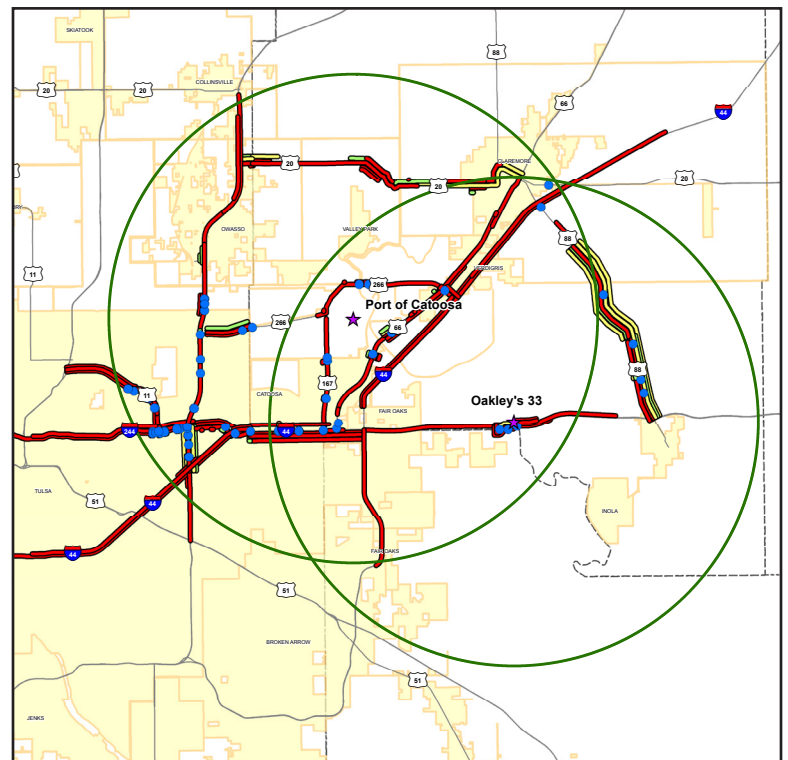 SKIATOOK
88
COLLINSVILLE
20
20
66
44
CLAREMORE
20
20
20
OWASSO
VALLEY PARK
88
VERDIGRIS
11
266
Port of Catoosa
266
66
88
44
167
11
CATOOSA
Oakley's 33
FAIR OAKS
244
44
TULSA
51
44
INOLA
44
FAIR OAKS
51
BROKEN ARROW
51
JENKS